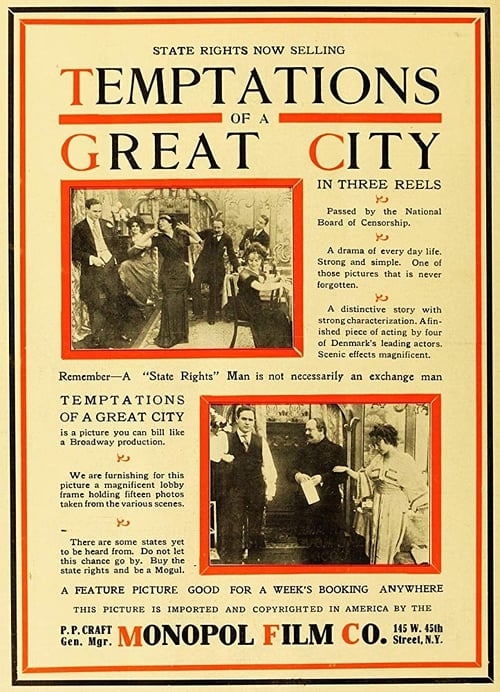 STATE RIGHTS NOW SELLING
TEMPTATIONS
OF A
GREAT CITY
IN THREE REELS
Passed by the National
Board of Censorship.
A drama of every day life.
Strong and simple. One of
those pictures that is never
forgotten.
A distinctive story with
strong characterization. A fin-
ished piece of acting by four
of Denmark's leading actors.
Scenic effects magnificent.
Remember—A "State Rights" Man is not necessarily an exchange man
TEMPTATIONS
OF A GREAT CITY
is a picture you can bill like
a Broadway production.
We are furnishing for this
picture a magnificent lobby
frame holding fifteen photos
taken from the various scenes.
There are some states yet
to be heard from. Do not let
this chance go by. Buy the
state rights and be a Mogul.
A FEATURE PICTURE GOOD FOR A WEEK'S BOOKING ANYWHERE
THIS PICTURE IS IMPORTED AND COPYRIGHTED IN AMERICA BY THE
P. P. CRAFT
Gen. Mgr.
MONOPOL FILM CO.
145 W. 45th
Street, N.Y.